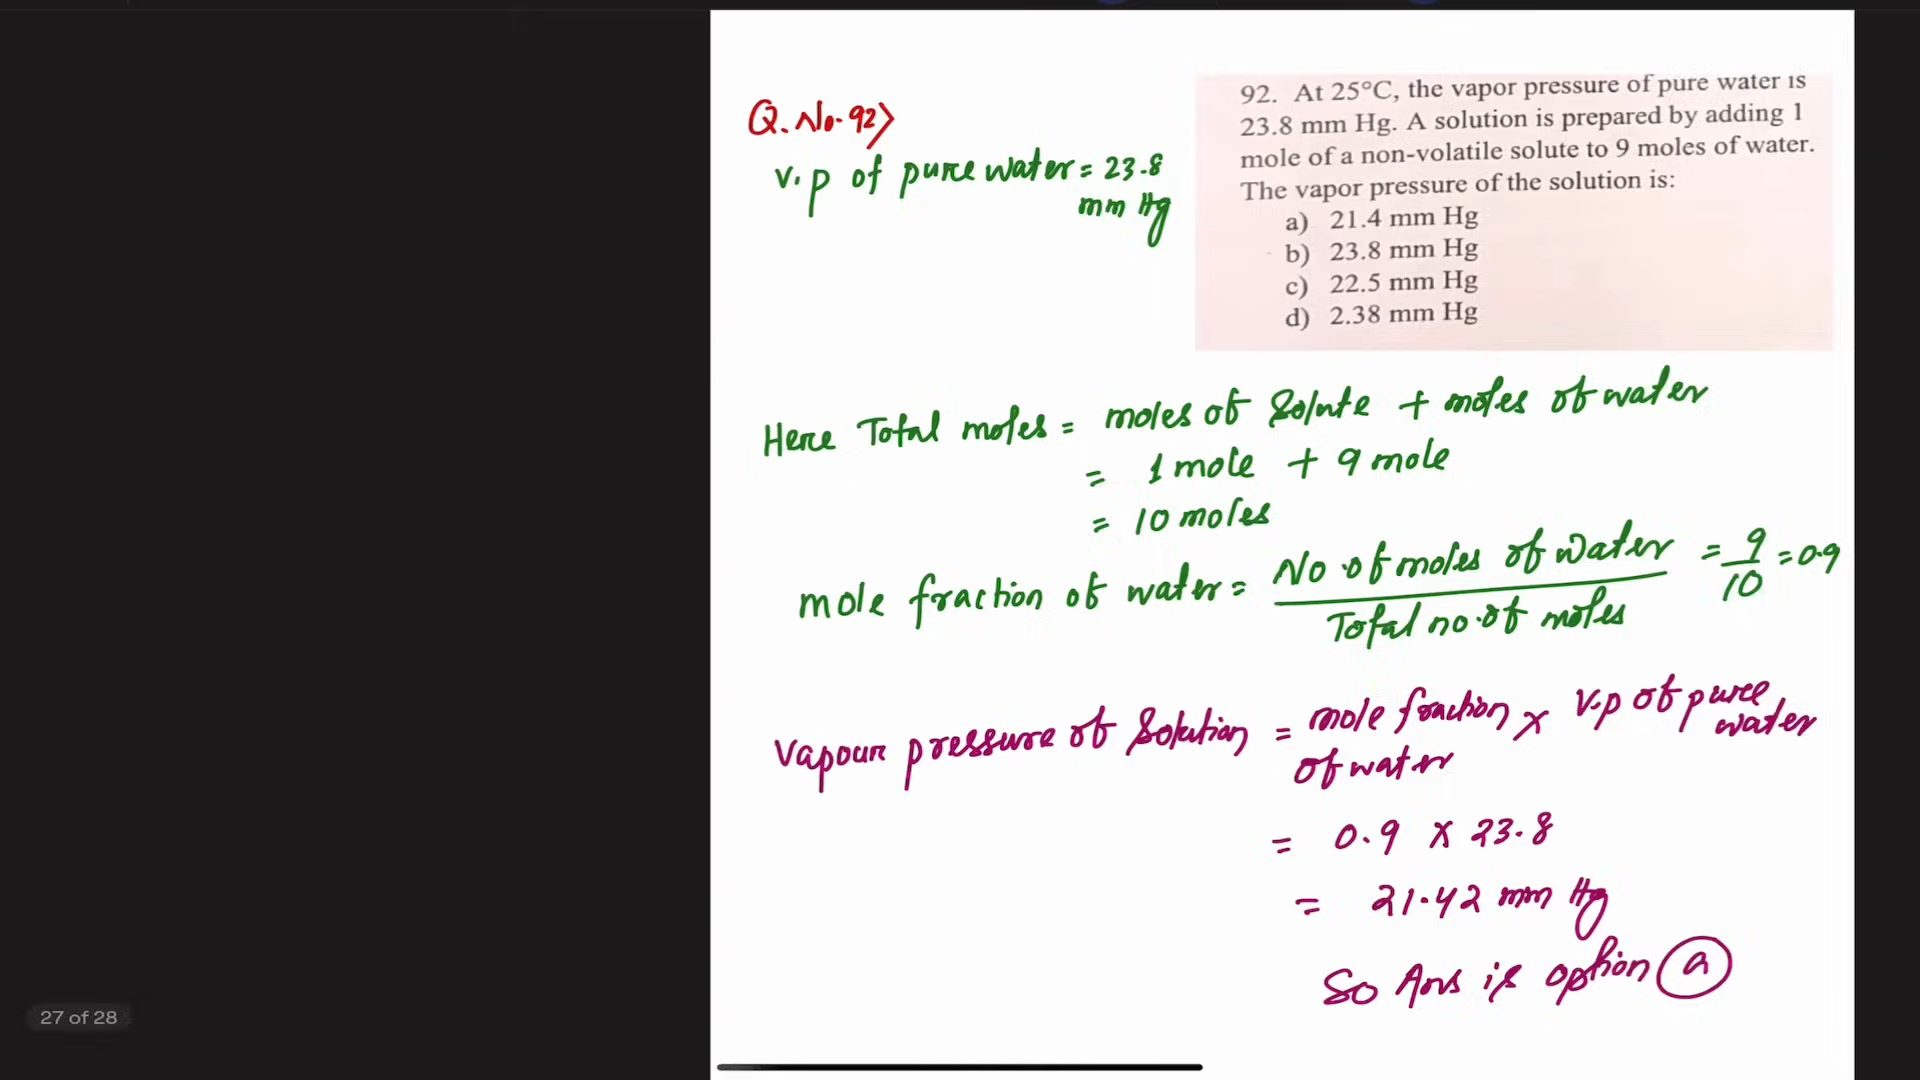 Q.No.92)
v.p of pure water = 23.8
mm Hg
92. At 25°C, the vapor pressure of pure water is
23.8 mm Hg. A solution is prepared by adding 1
mole of a non-volatile solute to 9 moles of water.
The vapor pressure of the solution is:
a) 21.4 mm Hg
b) 23.8 mm Hg
c) 22.5 mm Hg
d) 2.38 mm Hg
Here Total moles = moles of Solute + moles of water
= 1 mole + 9 mole
= 10 moles
mole fraction of water = No. of moles of water / Total no. of moles = 9/10 = 0.9
Vapour pressure of Solution = mole fraction of water × v.p of pure water
= 0.9 × 23.8
= 21.42 mm Hg
So Ans is option a
27 of 28